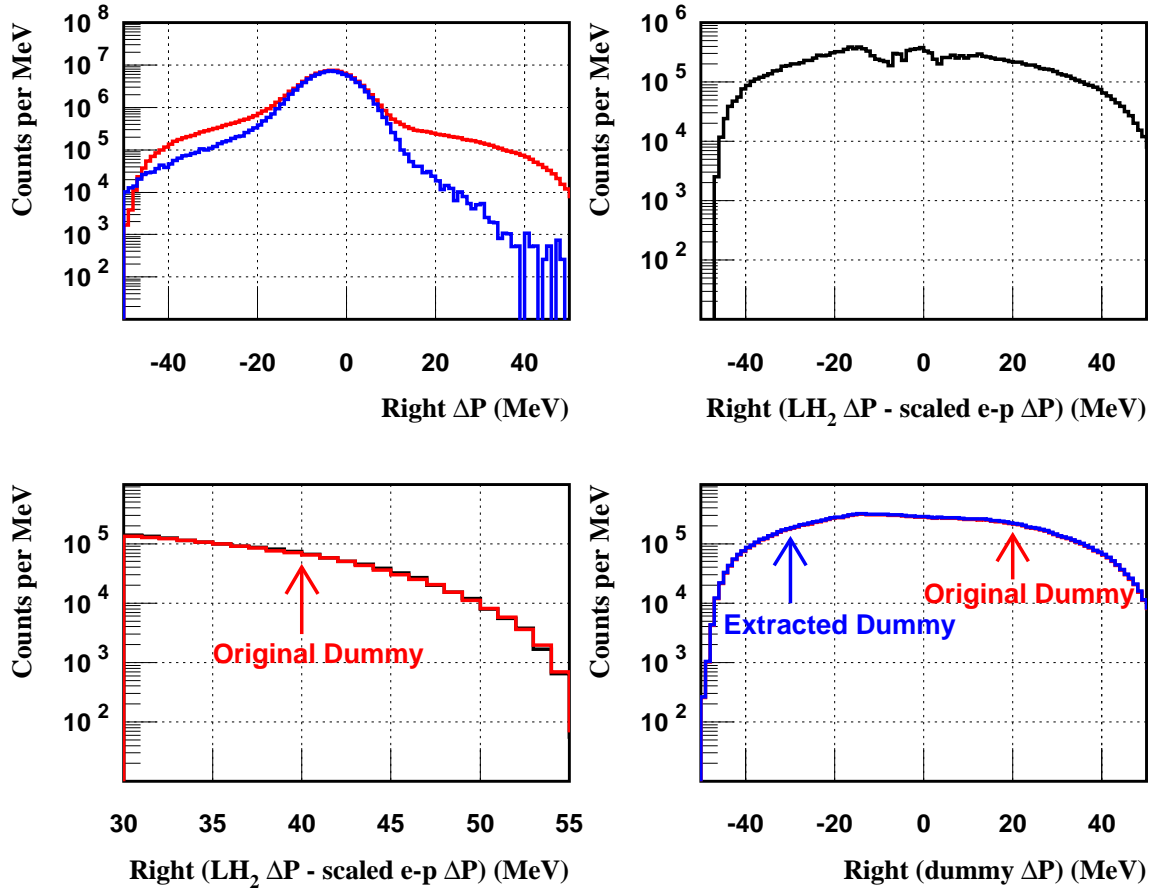 Counts per MeV
10 8
10 7
10 6
10 5
10 4
10 3
10 2
-40 -20 0 20 40
Right ΔP (MeV)
Counts per MeV
10 6
10 5
10 4
10 3
10 2
-40 -20 0 20 40
Right (LH2 ΔP - scaled e-p ΔP) (MeV)
Counts per MeV
10 5
10 4
10 3
10 2
Original Dummy
30 35 40 45 50 55
Right (LH2 ΔP - scaled e-p ΔP) (MeV)
Counts per MeV
10 5
10 4
10 3
10 2
Original Dummy
Extracted Dummy
-40 -20 0 20 40
Right (dummy ΔP) (MeV)